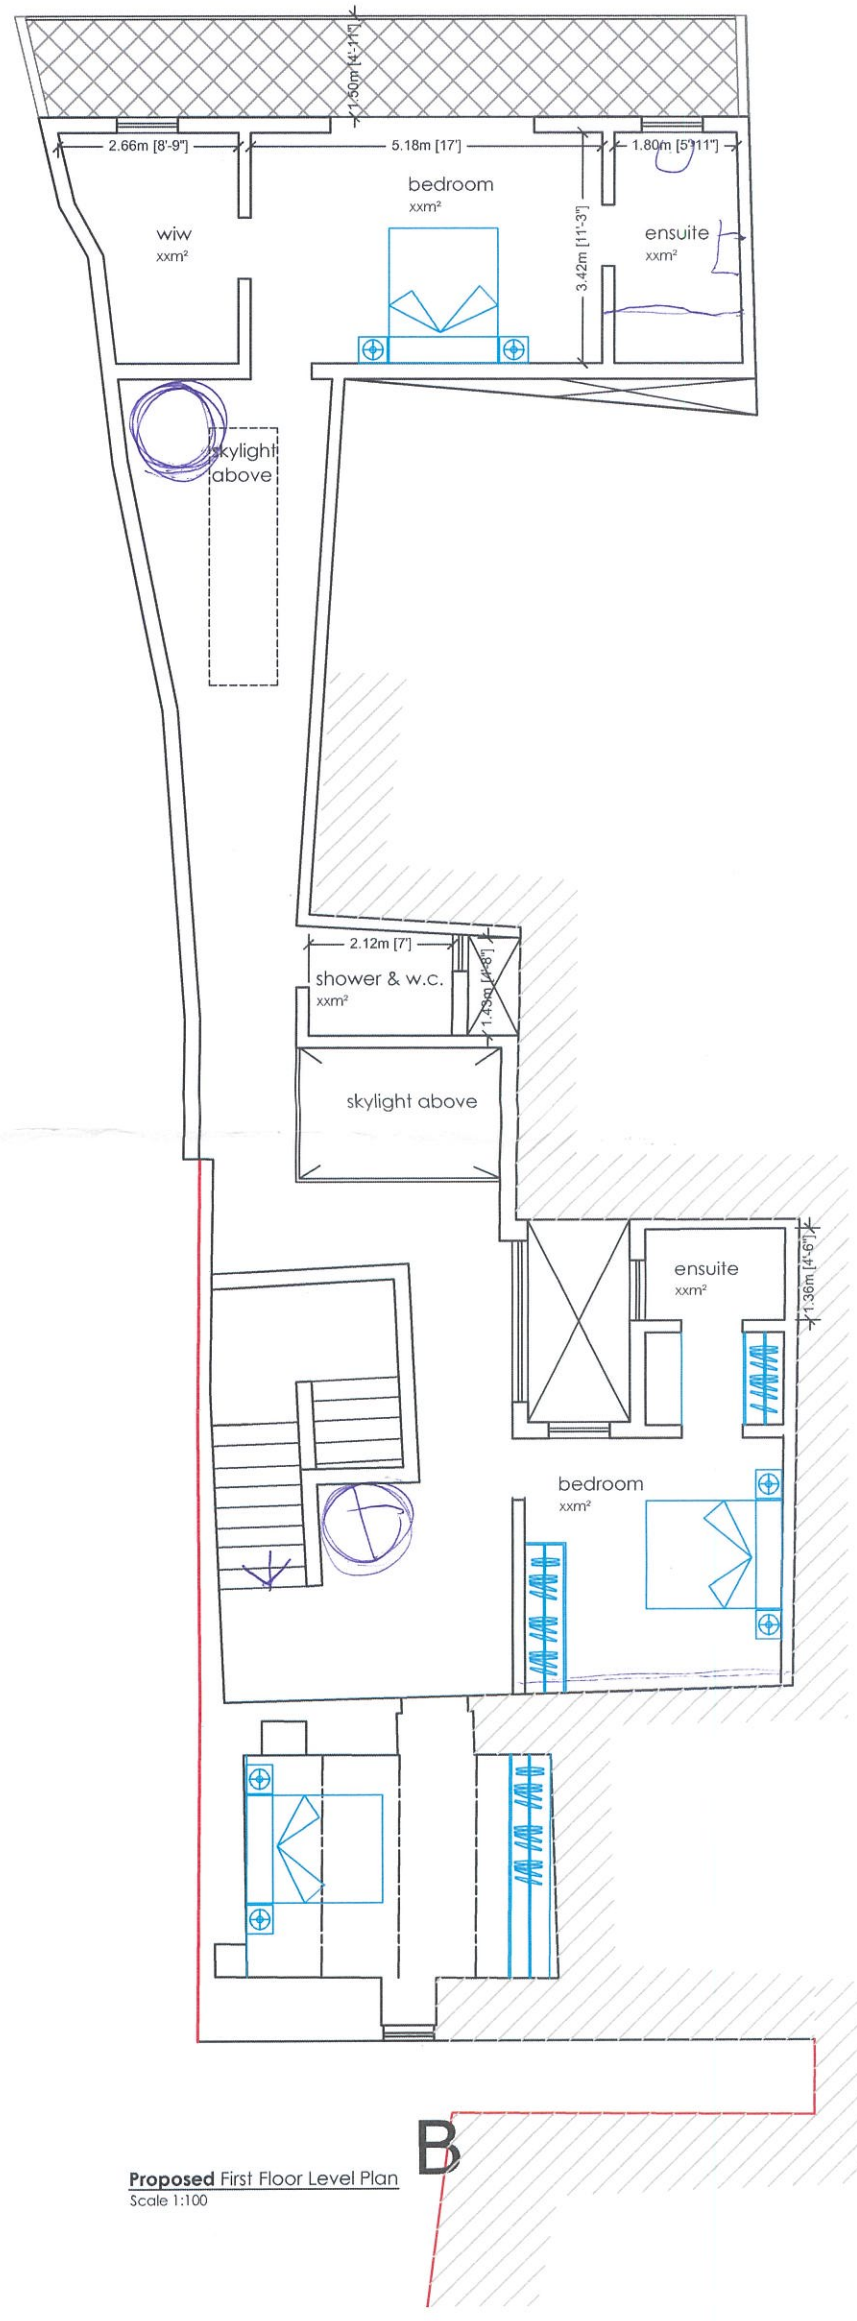 1.50m [4'-11"]
2.66m [8'-9"]
5.18m [17']
1.80m [5'-11"]
bedroom
xxm²
3.42m [11'-3"]
wiw
xxm²
ensuite
xxm²
skylight
above
2.12m [7']
shower & w.c.
xxm²
1.43m [4'-8"]
skylight above
ensuite
xxm²
1.36m [4'-6"]
bedroom
xxm²
B
Proposed First Floor Level Plan
Scale 1:100